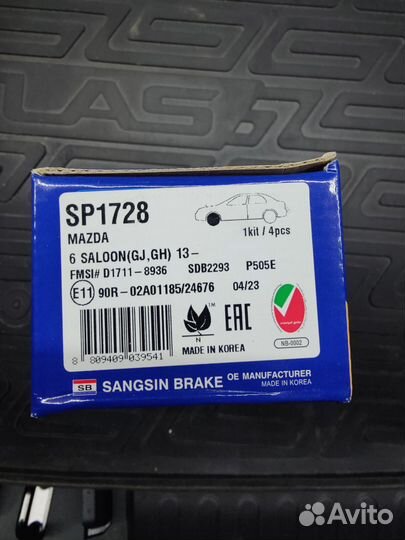 LAS
SP1728
MAZDA
1kit / 4pcs
6 SALOON(GJ,GH) 13-
FMSI# D1711-8936 SDB2293 P505E
E11 90R-02A01185/24676 04/23
N
EAC
8 809409 039541
MADE IN KOREA
NB-0002
SB SANGSIN BRAKE OE MANUFACTURER
MADE IN KOREA
Avito